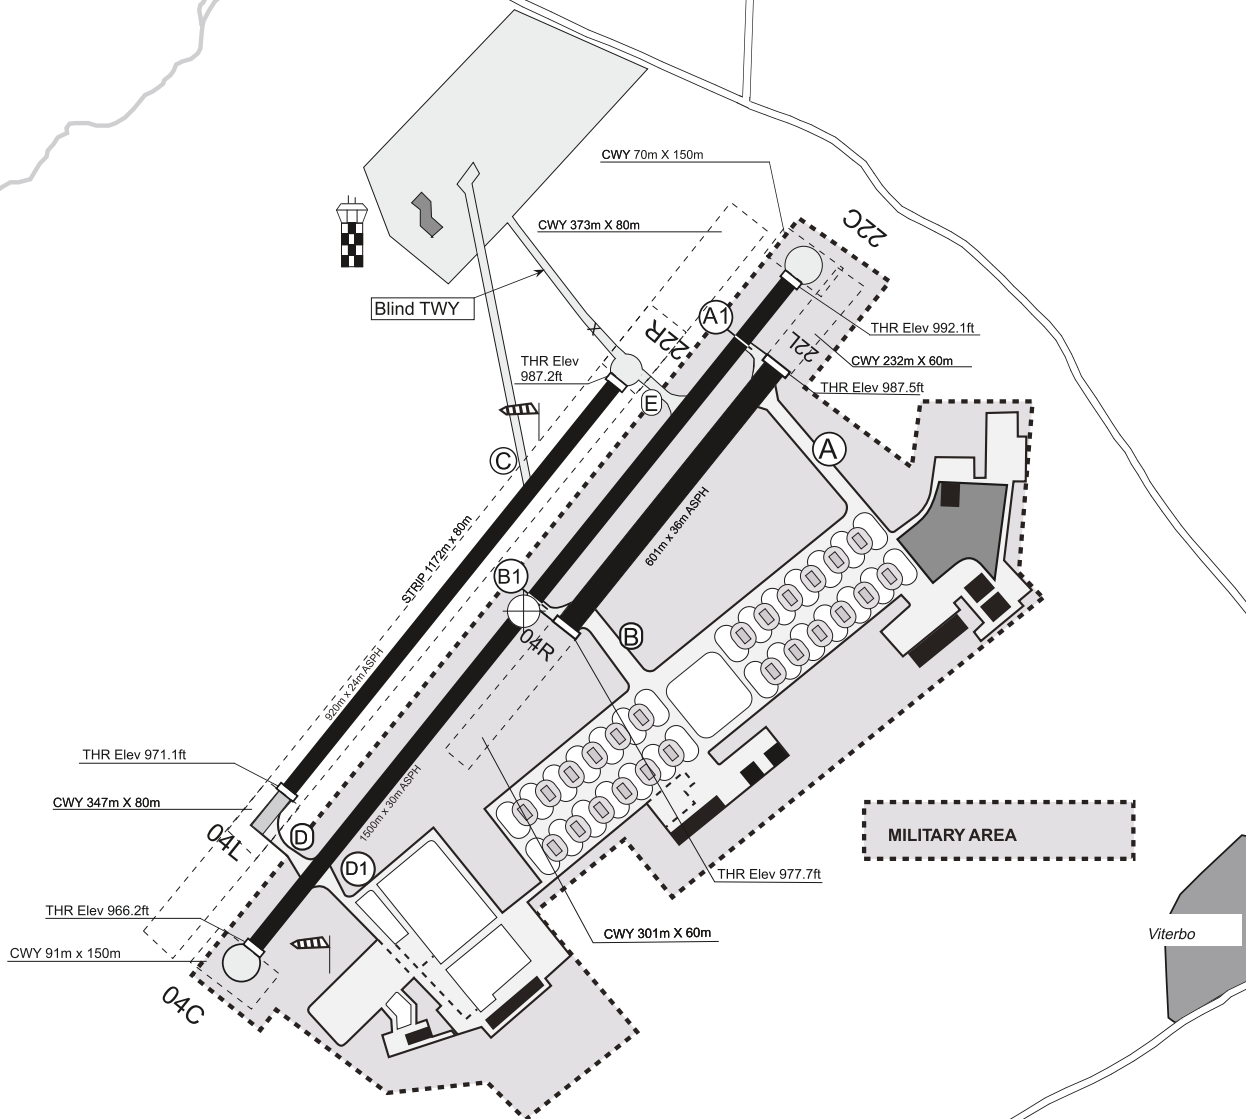 CWY 70m X 150m
22C
CWY 373m X 80m
Blind TWY
A1
22R
THR Elev 992.1ft
22L
THR Elev
987.2ft
CWY 232m X 60m
THR Elev 987.5ft
E
A
C
601m x 36m ASPH
STRIP 1172m x 80m
B1
04R
B
920m x 24m ASPH
THR Elev 971.1ft
CWY 347m X 80m
1500m x 30m ASPH
04L
D
MILITARY AREA
D1
THR Elev 977.7ft
THR Elev 966.2ft
CWY 301m X 60m
Viterbo
CWY 91m x 150m
04C